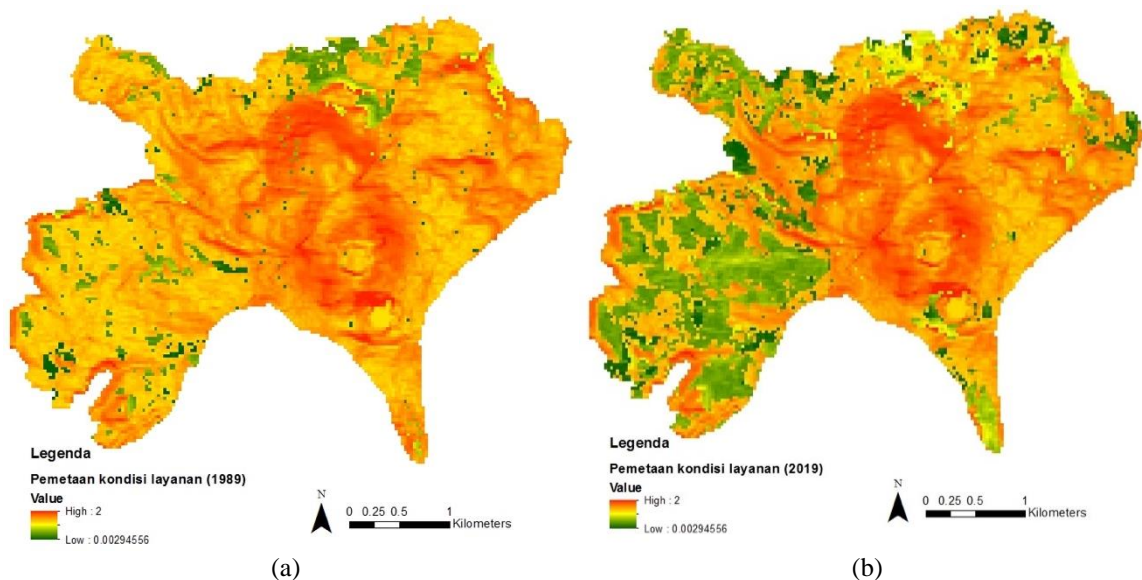 Legenda
Pemetaan kondisi layanan (1989)
Value
High : 2
Low : 0.00294556
N
0 0.25 0.5 1
Kilometers
(a)
Legenda
Pemetaan kondisi layanan (2019)
Value
High : 2
Low : 0.00294556
N
0 0.25 0.5 1
Kilometers
(b)